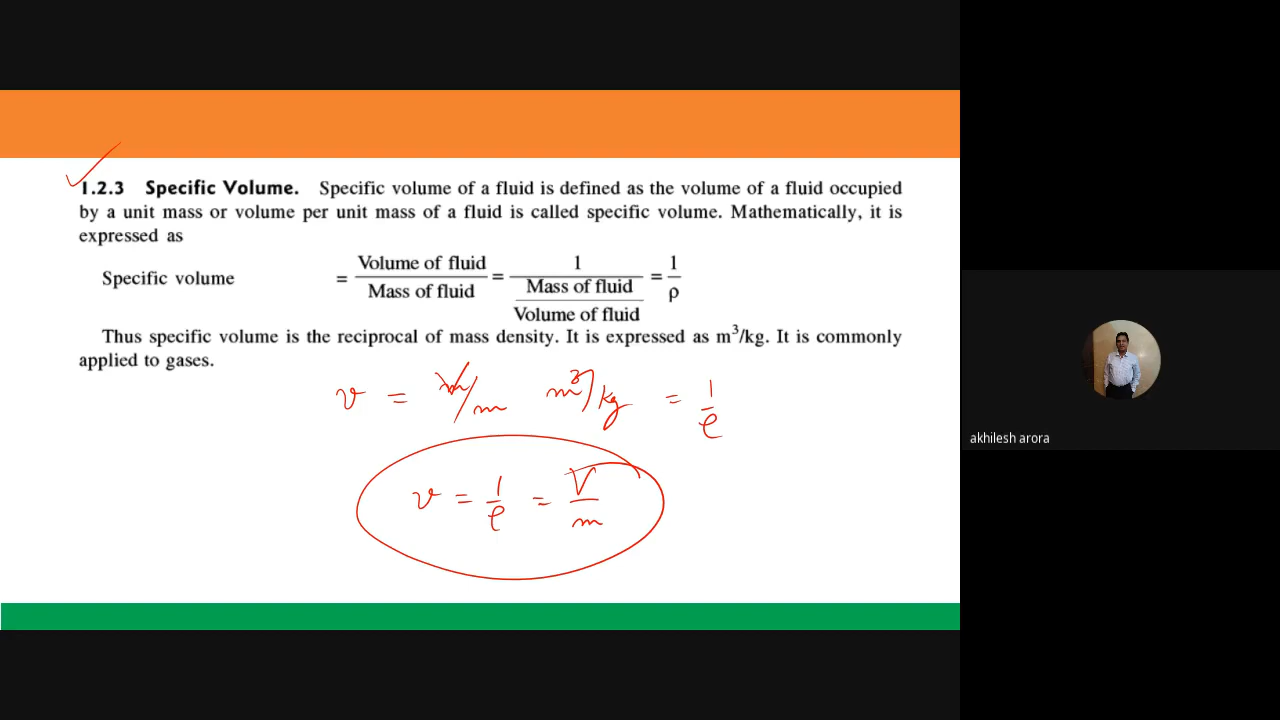 1.2.3 Specific Volume. Specific volume of a fluid is defined as the volume of a fluid occupied
by a unit mass or volume per unit mass of a fluid is called specific volume. Mathematically, it is
expressed as
Specific volume = Volume of fluid / Mass of fluid = 1 / (Mass of fluid / Volume of fluid) = 1/ρ
Thus specific volume is the reciprocal of mass density. It is expressed as m³/kg. It is commonly
applied to gases.
v = /m m³/kg = 1/ρ
v = 1/ρ = V/m
akhilesh arora